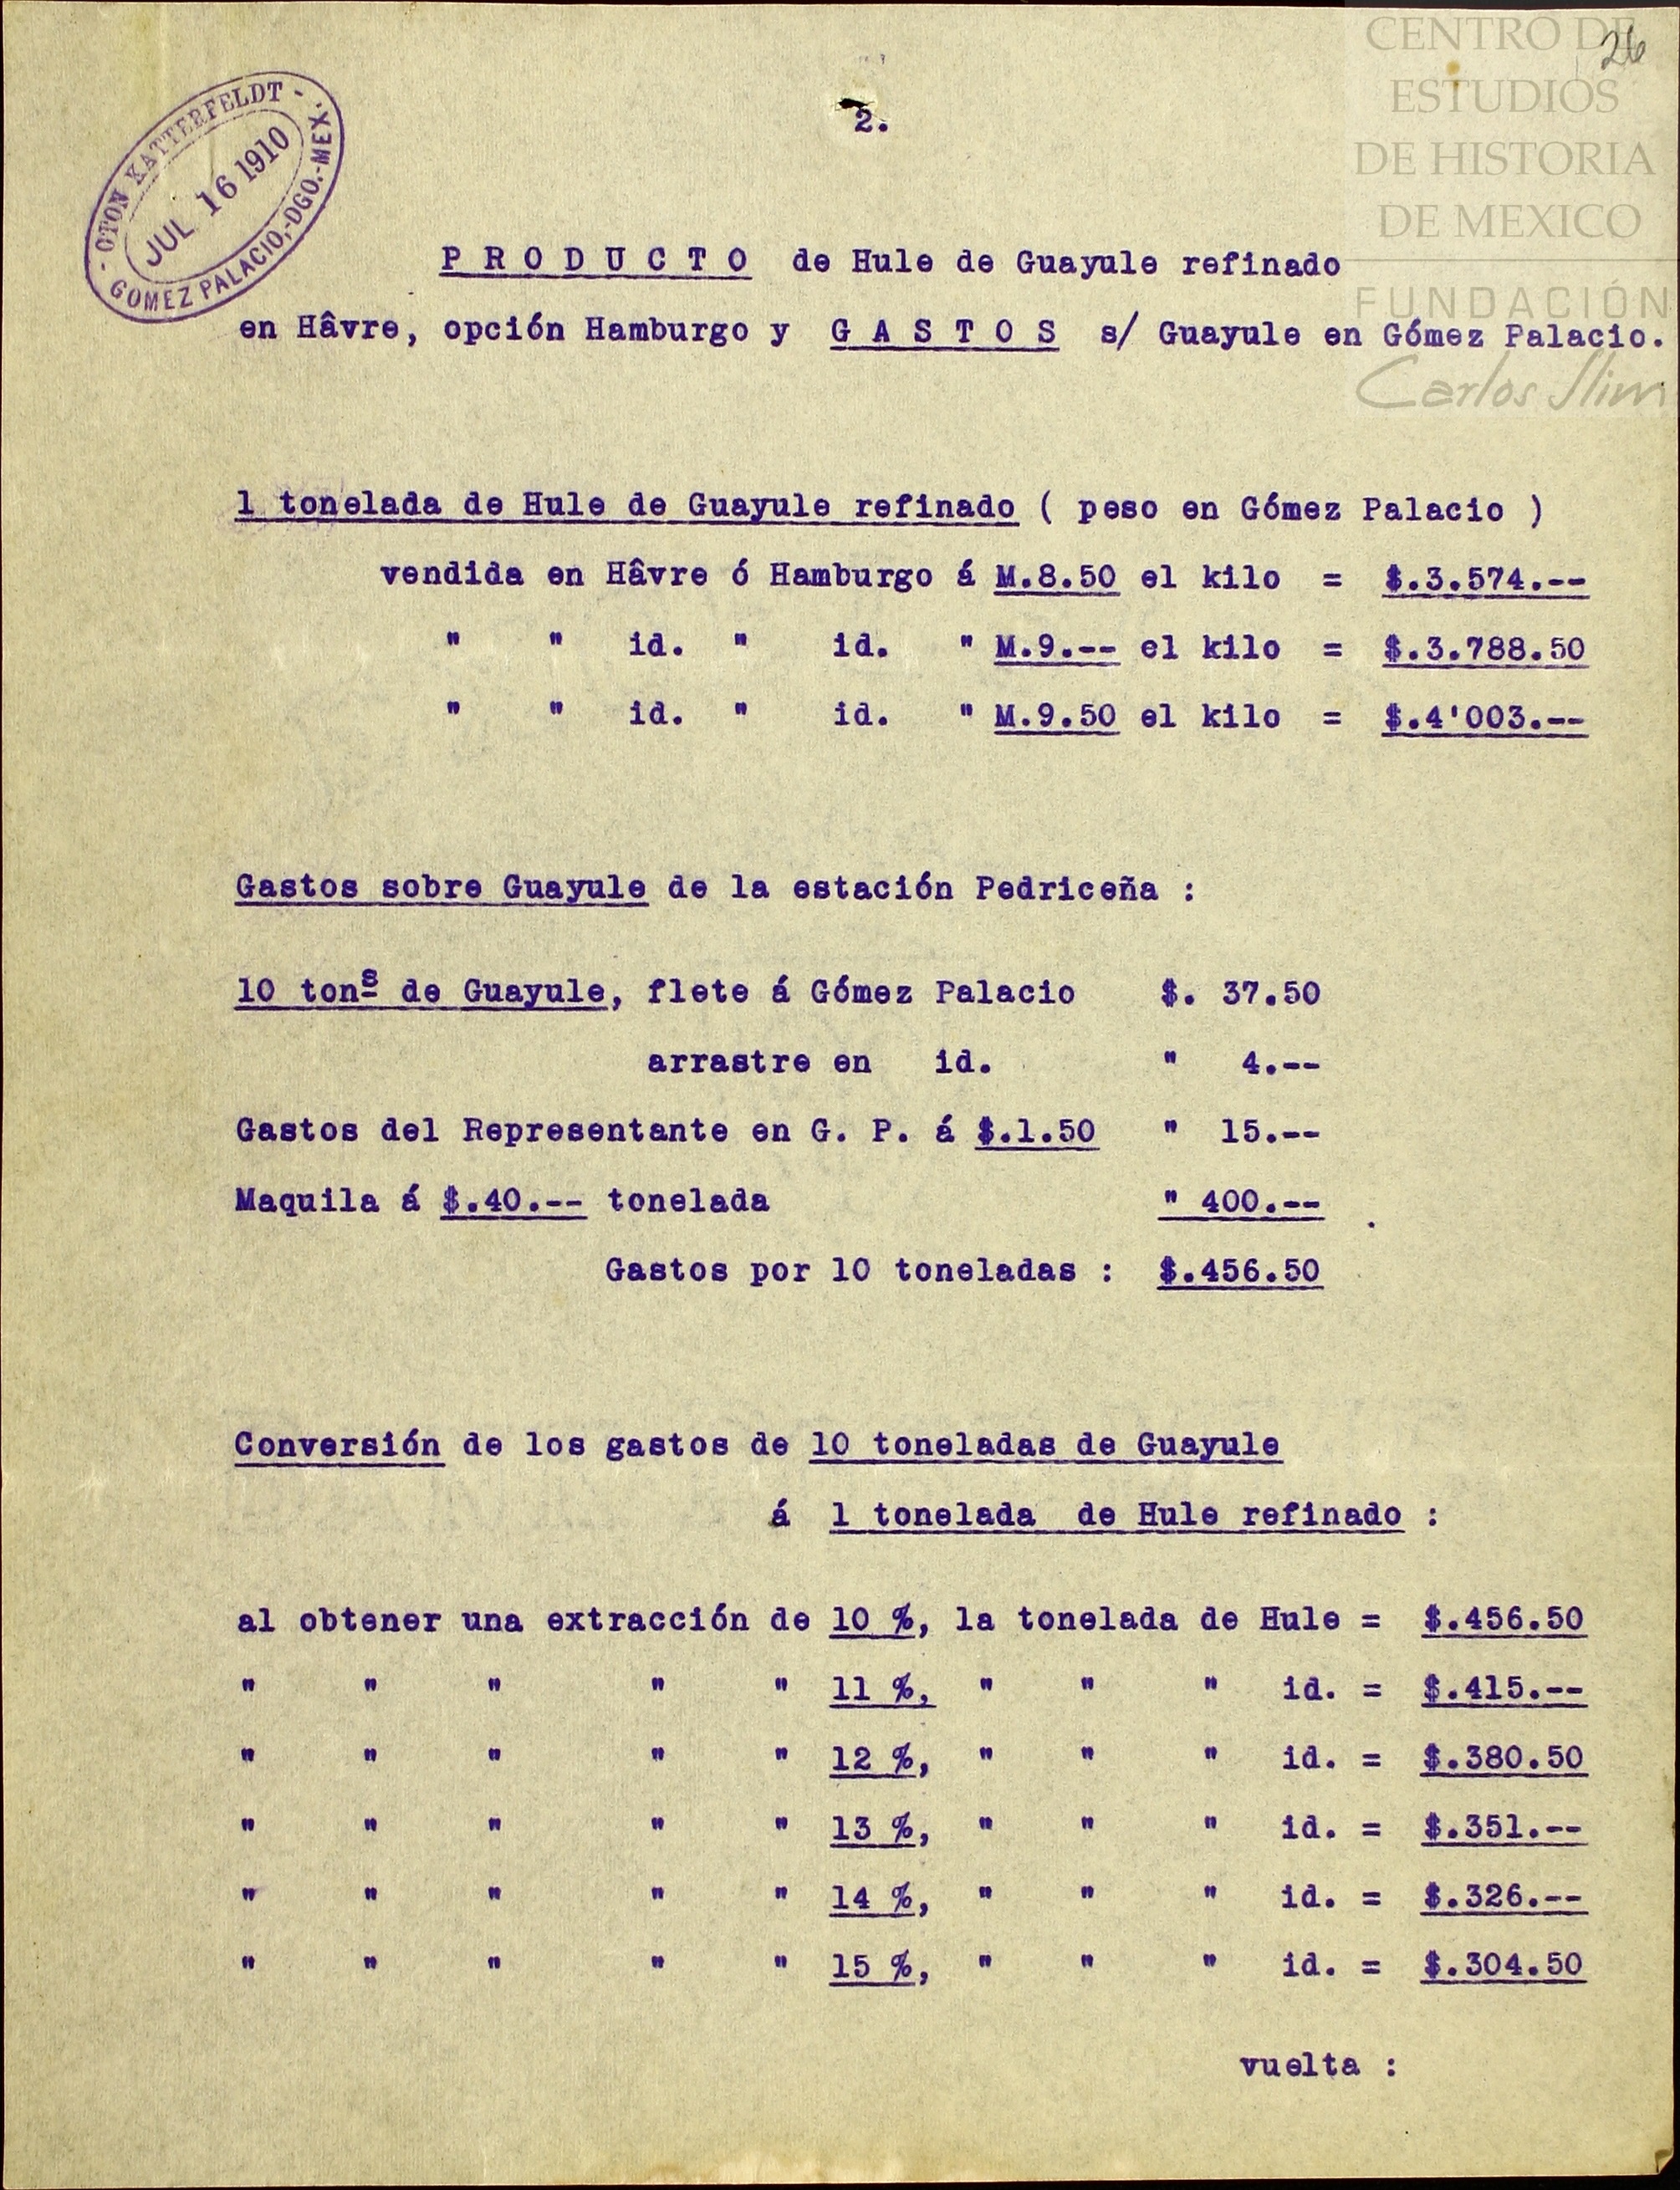 26
CENTRO DE
ESTUDIOS
DE HISTORIA
DE MEXICO
FUNDACIÓN
Carlos Slim
- OTON KATTERFELDT -
JUL 16 1910
GOMEZ PALACIO,-DGO.-MEX.
2.
P R O D U C T O de Hule de Guayule refinado
en Hâvre, opción Hamburgo y G A S T O S s/ Guayule en Gómez Palacio.
1 tonelada de Hule de Guayule refinado ( peso en Gómez Palacio )
vendida en Hâvre ó Hamburgo á M.8.50 el kilo = $.3.574.--
" " id. " id. " M.9.-- el kilo = $.3.788.50
" " id. " id. " M.9.50 el kilo = $.4'003.--
Gastos sobre Guayule de la estación Pedriceña :
10 tons de Guayule, flete á Gómez Palacio $. 37.50
arrastre en id. " 4.--
Gastos del Representante en G. P. á $.1.50 " 15.--
Maquila á $.40.-- tonelada " 400.--
Gastos por 10 toneladas : $.456.50
Conversión de los gastos de 10 toneladas de Guayule
á 1 tonelada de Hule refinado :
al obtener una extracción de 10 %, la tonelada de Hule = $.456.50
" " " " " 11 %, " " " id. = $.415.--
" " " " " 12 %, " " " id. = $.380.50
" " " " " 13 %, " " " id. = $.351.--
" " " " " 14 %, " " " id. = $.326.--
" " " " " 15 %, " " " id. = $.304.50
vuelta :